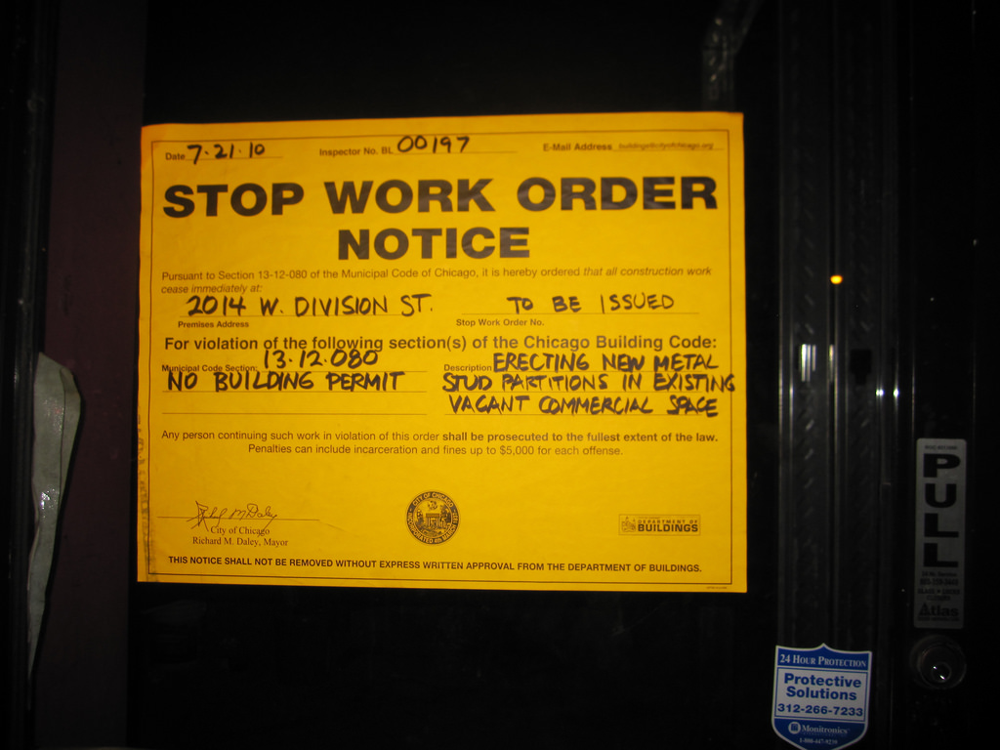 Date 7·21·10 Inspector No. BL 00197 E-Mail Address buildings@cityofchicago.org
STOP WORK ORDER
NOTICE
Pursuant to Section 13-12-080 of the Municipal Code of Chicago, it is hereby ordered that all construction work
cease immediately at:
2014 W. DIVISION ST. TO BE ISSUED
Premises Address Stop Work Order No.
For violation of the following section(s) of the Chicago Building Code:
Municipal Code Section: 13·12·080 Description ERECTING NEW METAL
NO BUILDING PERMIT STUD PARTITIONS IN EXISTING
VACANT COMMERCIAL SPACE
Any person continuing such work in violation of this order shall be prosecuted to the fullest extent of the law.
Penalties can include incarceration and fines up to $5,000 for each offense.
City of Chicago
Richard M. Daley, Mayor
CITY OF CHICAGO
DEPARTMENT OF
BUILDINGS
THIS NOTICE SHALL NOT BE REMOVED WITHOUT EXPRESS WRITTEN APPROVAL FROM THE DEPARTMENT OF BUILDINGS.
PULL
Atlas
24 HOUR PROTECTION
Protective
Solutions
312-266-7233
Monitronics